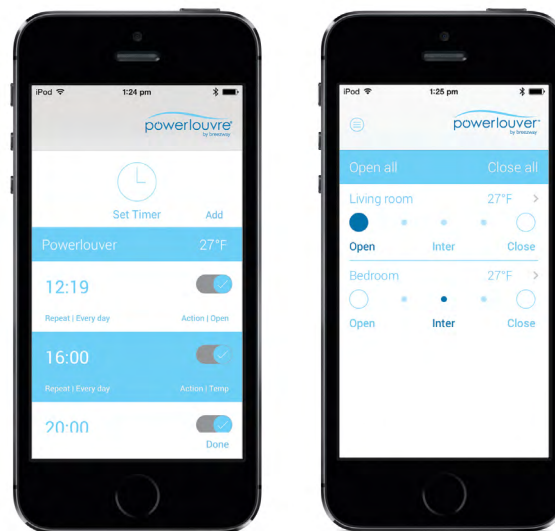 iPod 1:24 pm
powerlouvre®
by breezway
Set Timer Add
Powerlouver 27°F
12:19
Repeat | Every day Action | Open
16:00
Repeat | Every day Action | Temp
20:00
Done
iPod 1:25 pm
powerlouver™
by breezway
Open all Close all
Living room 27°F >
Open Inter Close
Bedroom 27°F >
Open Inter Close